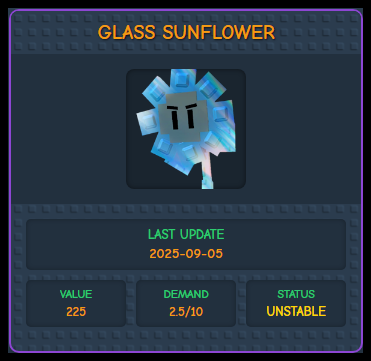 GLASS SUNFLOWER
LAST UPDATE
2025-09-05
VALUE DEMAND STATUS
225 2.5/10 UNSTABLE